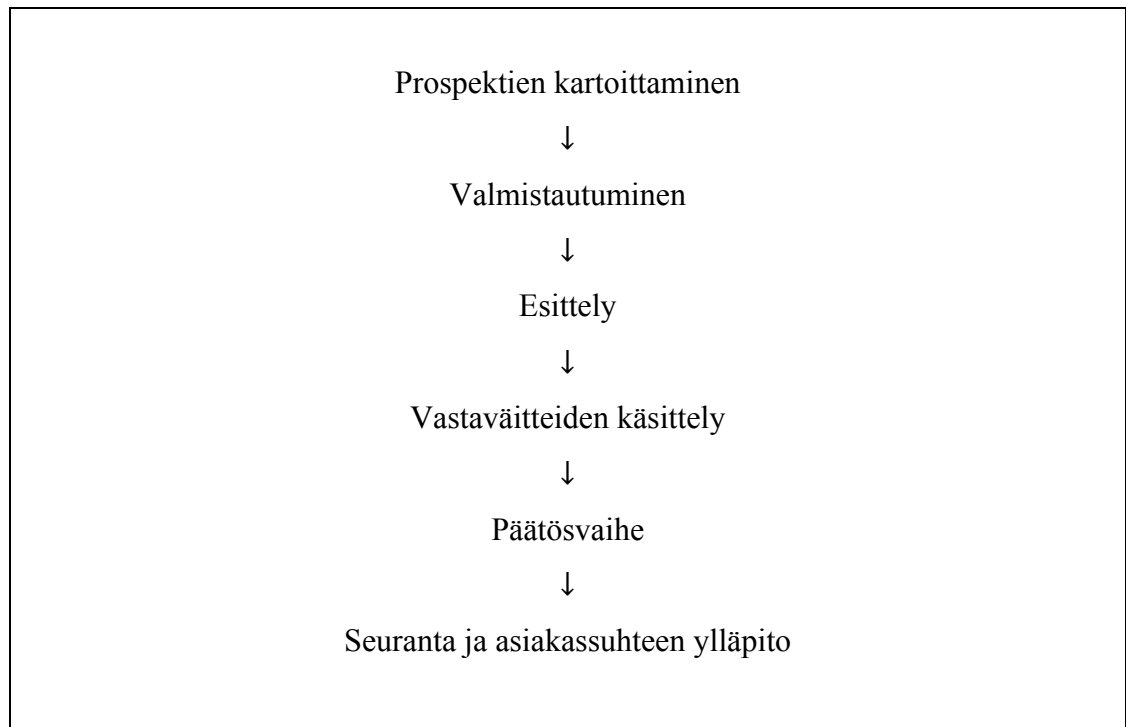 Prospektien kartoittaminen
↓
Valmistautuminen
↓
Esittely
↓
Vastaväitteiden käsittely
↓
Päätösvaihe
↓
Seuranta ja asiakassuhteen ylläpito